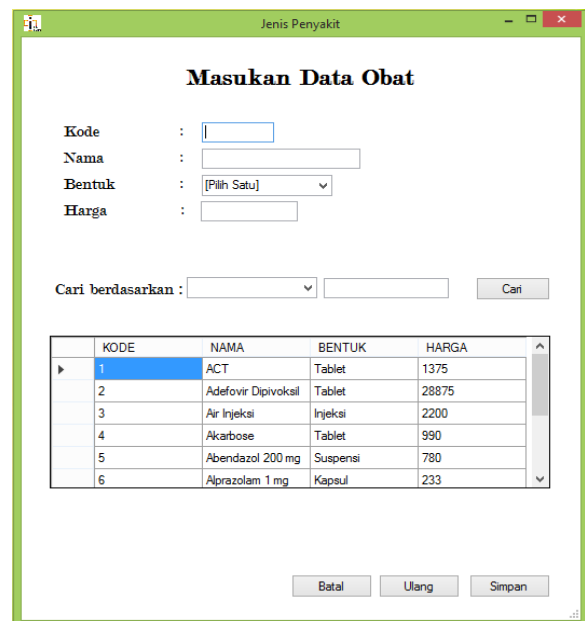 Jenis Penyakit
Masukan Data Obat
Kode :
Nama :
Bentuk : [Pilih Satu]
Harga :
Cari berdasarkan : Cari
KODE NAMA BENTUK HARGA
1 ACT Tablet 1375
2 Adefovir Dipivoksil Tablet 28875
3 Air Injeksi Injeksi 2200
4 Akarbose Tablet 990
5 Abendazol 200 mg Suspensi 780
6 Alprazolam 1 mg Kapsul 233
Batal Ulang Simpan